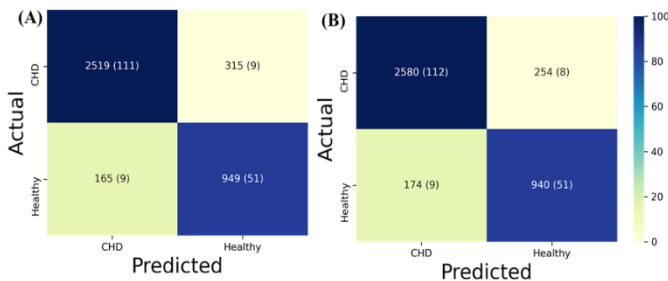 (A)
Actual
CHD
Healthy
2519 (111)
315 (9)
165 (9)
949 (51)
CHD
Healthy
Predicted
(B)
Actual
CHD
Healthy
2580 (112)
254 (8)
174 (9)
940 (51)
CHD
Healthy
Predicted
100
80
60
40
20
0